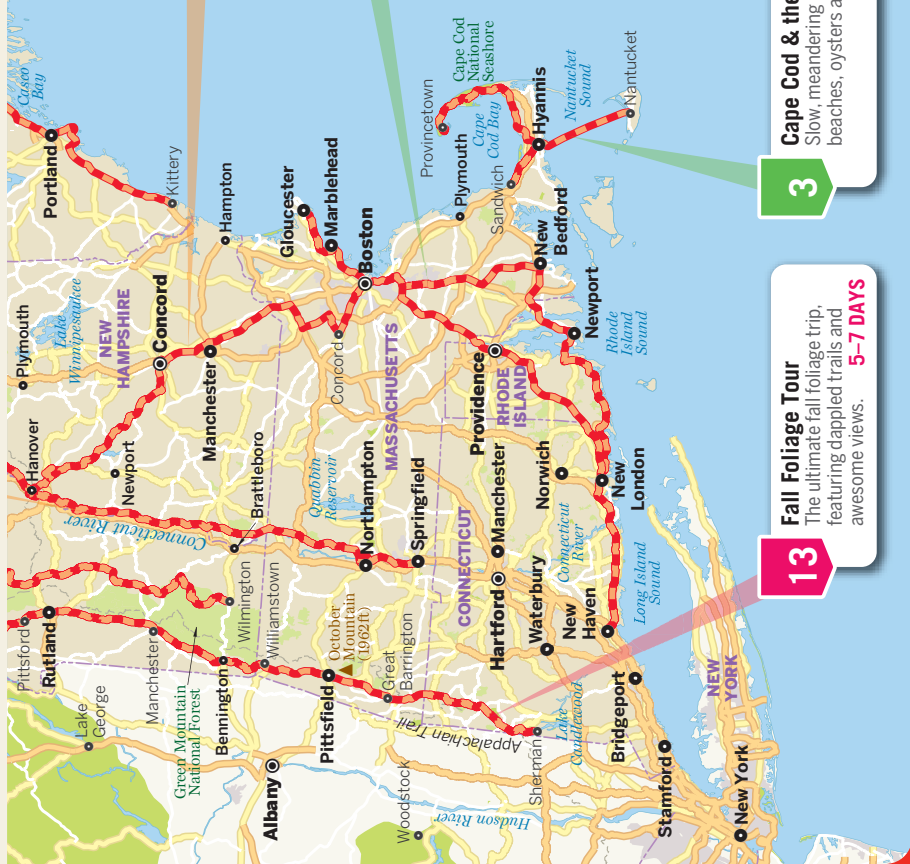 Casco
Bay
Portland
Kittery
Plymouth
Lake
Winnipesaukee
NEW
HAMPSHIRE
Concord
Hampton
Manchester
Gloucester
Marblehead
Boston
Concord
MASSACHUSETTS
Hanover
Newport
Connecticut River
Brattleboro
Quabbin
Reservoir
Northampton
Springfield
Pittsford
Rutland
Lake
George
Manchester
Green Mountain
National Forest
Wilmington
Bennington
Williamstown
October
Mountain
(1962ft)
Pittsfield
Great
Barrington
Albany
Appalachian Trail
Woodstock
Hudson River
Sherman
Lake
Candlewood
CONNECTICUT
Hartford
Manchester
Waterbury
New
Haven
Connecticut
River
Norwich
New
London
Long Island
Sound
Bridgeport
Stamford
New York
NEW
YORK
Providence
RHODE
ISLAND
Newport
Rhode
Island
Sound
New
Bedford
Provincetown
Cape Cod
National
Seashore
Cape
Cod Bay
Plymouth
Sandwich
Hyannis
Nantucket
Sound
Nantucket
13
Fall Foliage Tour
The ultimate fall foliage trip,
featuring dappled trails and
awesome views. 5–7 DAYS
3
Cape Cod & the
Slow, meandering
beaches, oysters a